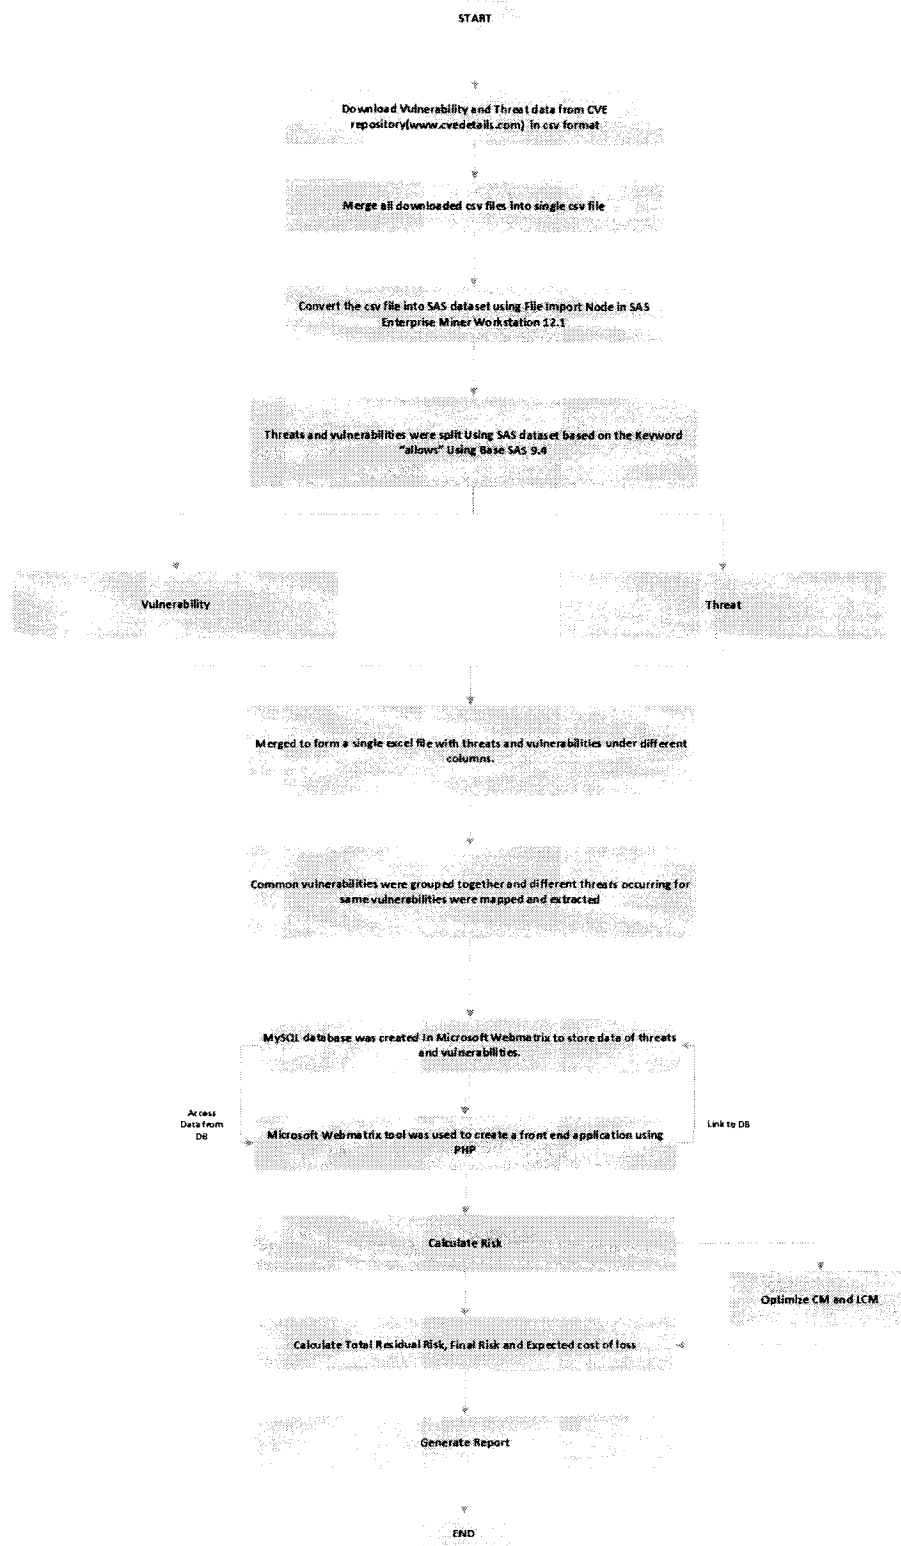 START
Download Vulnerability and Threat data from CVE
repository(www.cvedetails.com) in csv format
Merge all downloaded csv files into single csv file
Convert the csv file into SAS dataset using File Import Node in SAS
Enterprise Miner Workstation 12.1
Threats and vulnerabilities were split Using SAS dataset based on the Keyword
"allows" Using Base SAS 9.4
Vulnerability
Threat
Merged to form a single excel file with threats and vulnerabilities under different
columns.
Common vulnerabilities were grouped together and different threats occurring for
same vulnerabilities were mapped and extracted
MySQL database was created in Microsoft Webmatrix to store data of threats
and vulnerabilities.
Access
Data from
DB
Link to DB
Microsoft Webmatrix tool was used to create a front end application using
PHP
Calculate Risk
Optimize CM and LCM
Calculate Total Residual Risk, Final Risk and Expected cost of loss
Generate Report
END